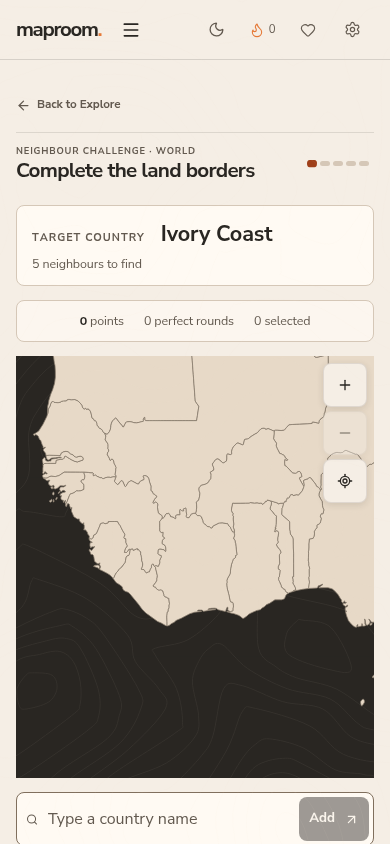 maproom.
0
Back to Explore
NEIGHBOUR CHALLENGE · WORLD
Complete the land borders
TARGET COUNTRY Ivory Coast
5 neighbours to find
0 points 0 perfect rounds 0 selected
Type a country name
Add